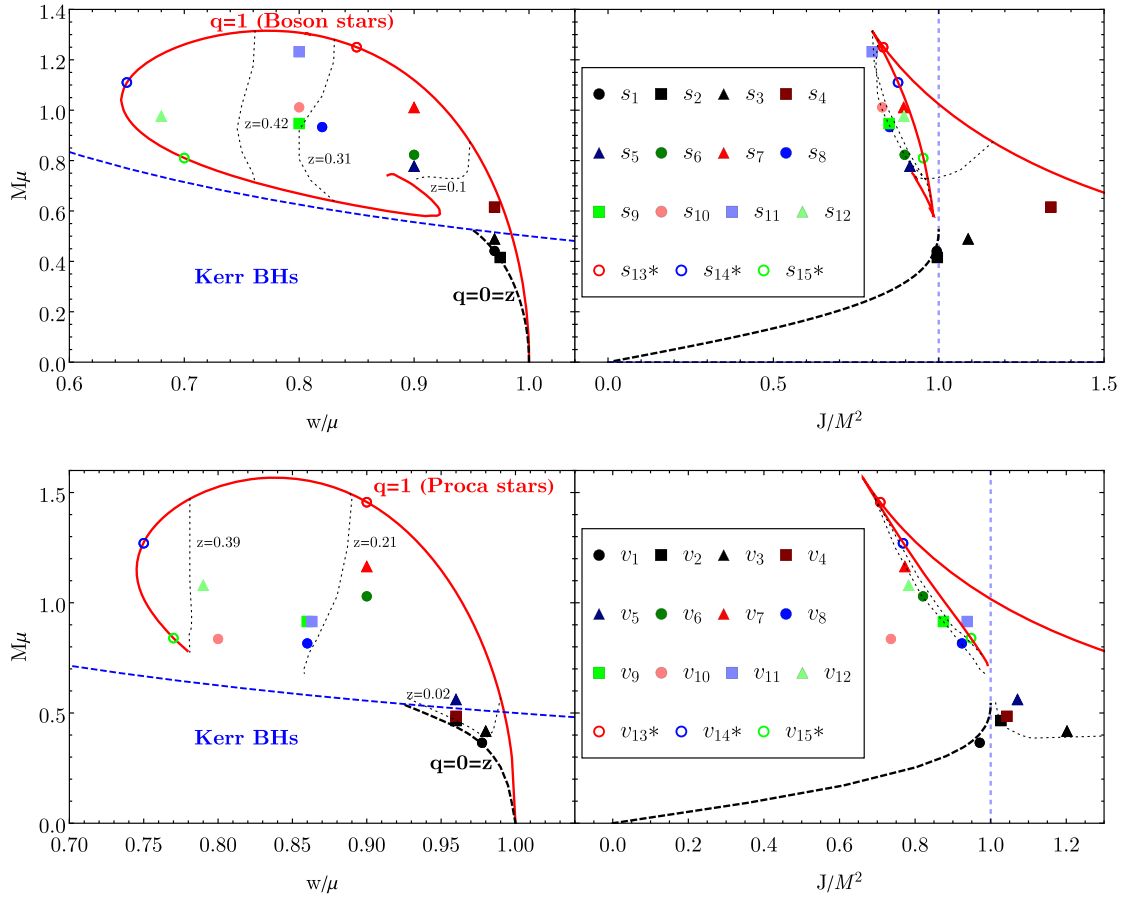 q=1 (Boson stars)
z=0.42
z=0.31
z=0.1
Kerr BHs
q=0=z
Mμ
0.0 0.2 0.4 0.6 0.8 1.0 1.2 1.4
0.6 0.7 0.8 0.9 1.0
w/μ
s₁ s₂ s₃ s₄
s₅ s₆ s₇ s₈
s₉ s₁₀ s₁₁ s₁₂
s₁₃* s₁₄* s₁₅*
0.0 0.5 1.0 1.5
J/M²
q=1 (Proca stars)
z=0.39
z=0.21
z=0.02
Kerr BHs
q=0=z
Mμ
0.0 0.5 1.0 1.5
0.70 0.75 0.80 0.85 0.90 0.95 1.00
w/μ
v₁ v₂ v₃ v₄
v₅ v₆ v₇ v₈
v₉ v₁₀ v₁₁ v₁₂
v₁₃* v₁₄* v₁₅*
0.0 0.2 0.4 0.6 0.8 1.0 1.2
J/M²